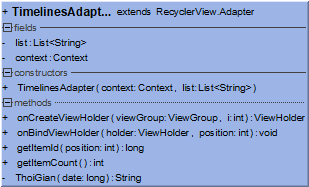 + TimelinesAdapt... extends RecyclerView.Adapter
fields
- list : List<String>
- context : Context
constructors
+ TimelinesAdapter( context: Context , list: List<String> )
methods
+ onCreateViewHolder( viewGroup: ViewGroup , i: int ) : ViewHolder
+ onBindViewHolder( holder: ViewHolder , position: int ) : void
+ getItemId( position: int ) : long
+ getItemCount( ) : int
- ThoiGian( date: long ) : String